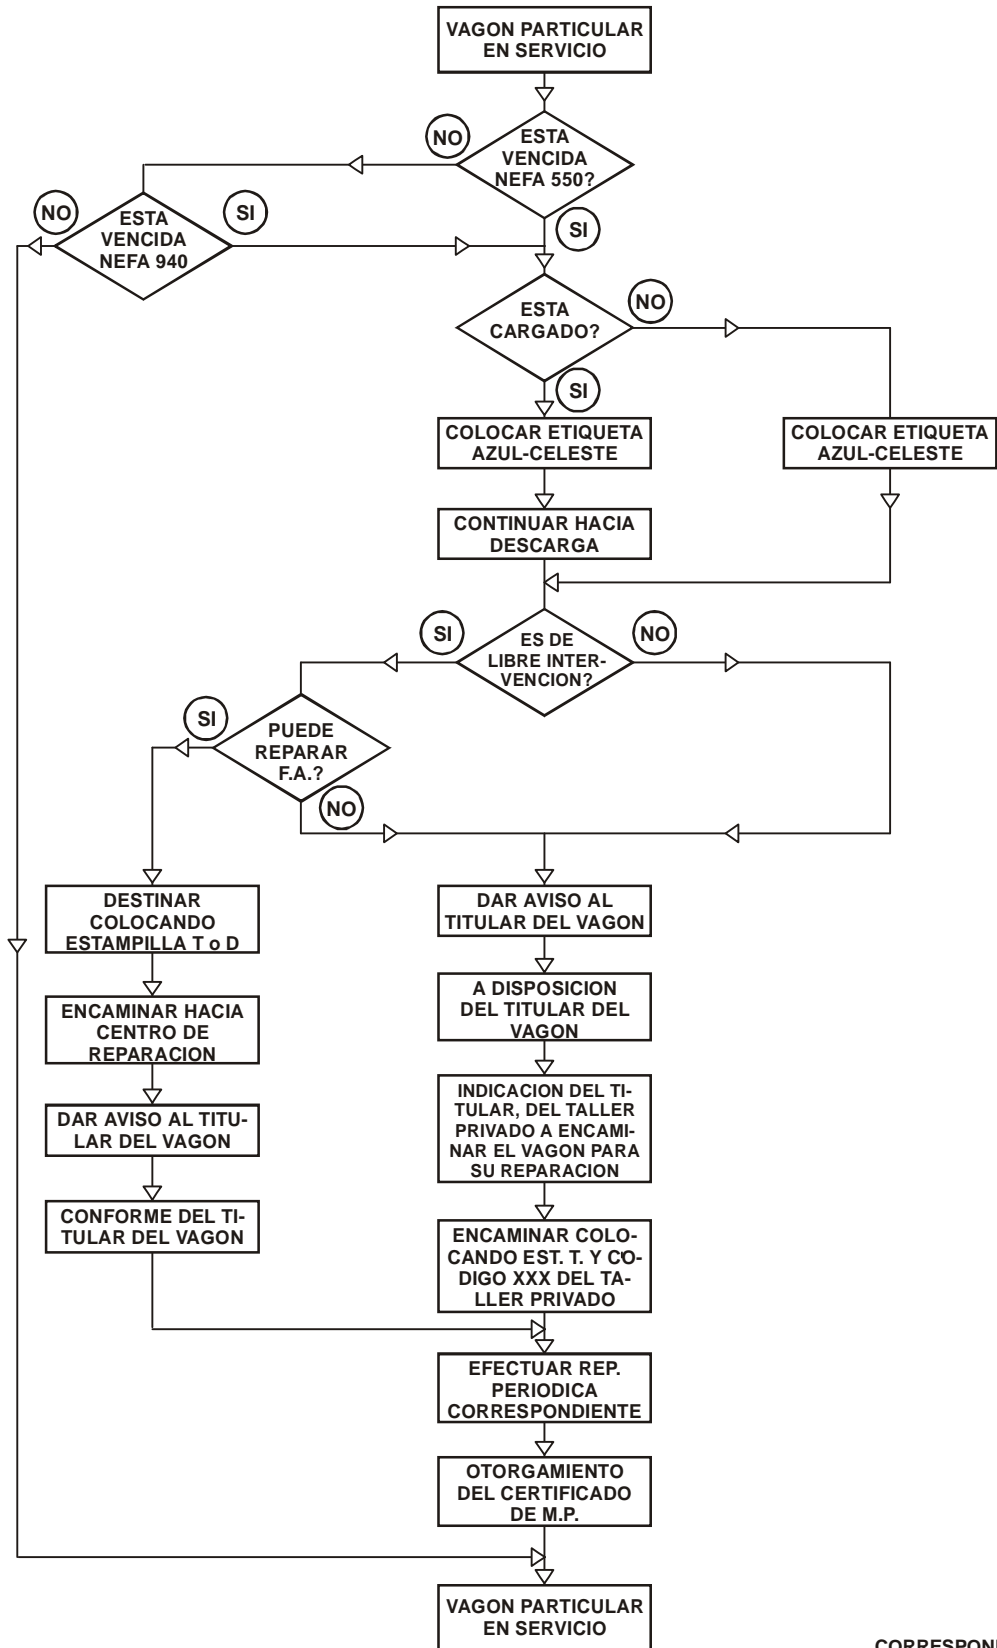 VAGON PARTICULAR
EN SERVICIO
NO
ESTA
VENCIDA
NEFA 550?
NO
ESTA
VENCIDA
NEFA 940
SI
SI
ESTA
CARGADO?
NO
SI
COLOCAR ETIQUETA
AZUL-CELESTE
COLOCAR ETIQUETA
AZUL-CELESTE
CONTINUAR HACIA
DESCARGA
SI
ES DE
LIBRE INTER-
VENCION?
NO
SI
PUEDE
REPARAR
F.A.?
NO
DESTINAR
COLOCANDO
ESTAMPILLA T o D
ENCAMINAR HACIA
CENTRO DE
REPARACION
DAR AVISO AL TITU-
LAR DEL VAGON
CONFORME DEL TI-
TULAR DEL VAGON
DAR AVISO AL
TITULAR DEL VAGON
A DISPOSICION
DEL TITULAR DEL
VAGON
INDICACION DEL TI-
TULAR, DEL TALLER
PRIVADO A ENCAMI-
NAR EL VAGON PARA
SU REPARACION
ENCAMINAR COLO-
CANDO EST. T. Y CO-
DIGO XXX DEL TA-
LLER PRIVADO
EFECTUAR REP.
PERIODICA
CORRESPONDIENTE
OTORGAMIENTO
DEL CERTIFICADO
DE M.P.
VAGON PARTICULAR
EN SERVICIO